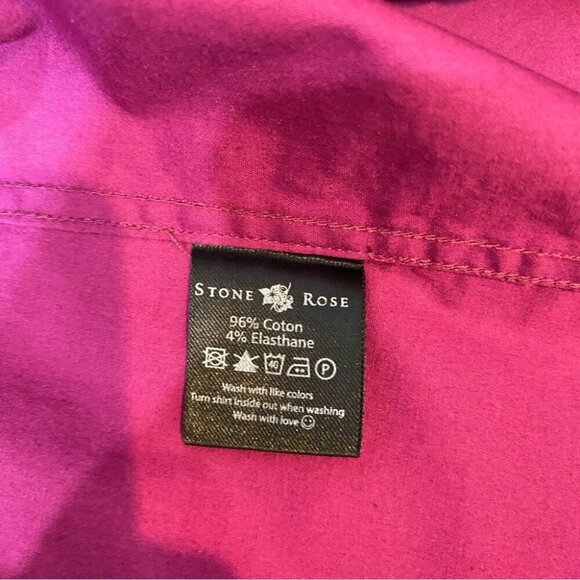 STONE ROSE
96% Coton
4% Elasthane
40 P
Wash with like colors
Turn shirt inside out when washing
Wash with love ☺